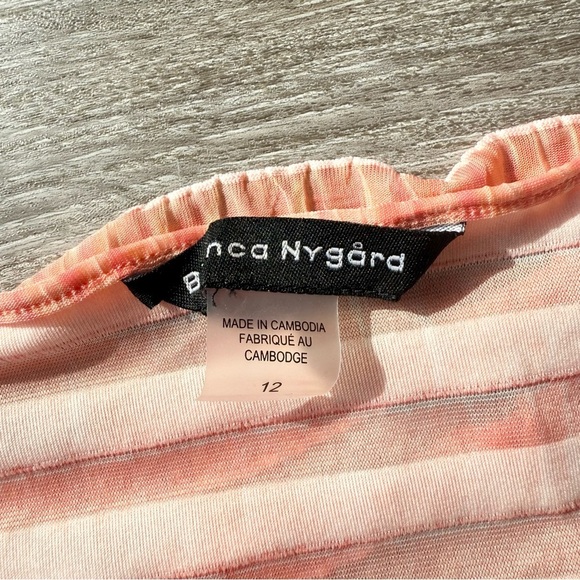 B nca Nygård
MADE IN CAMBODIA
FABRIQUÉ AU
CAMBODGE
12